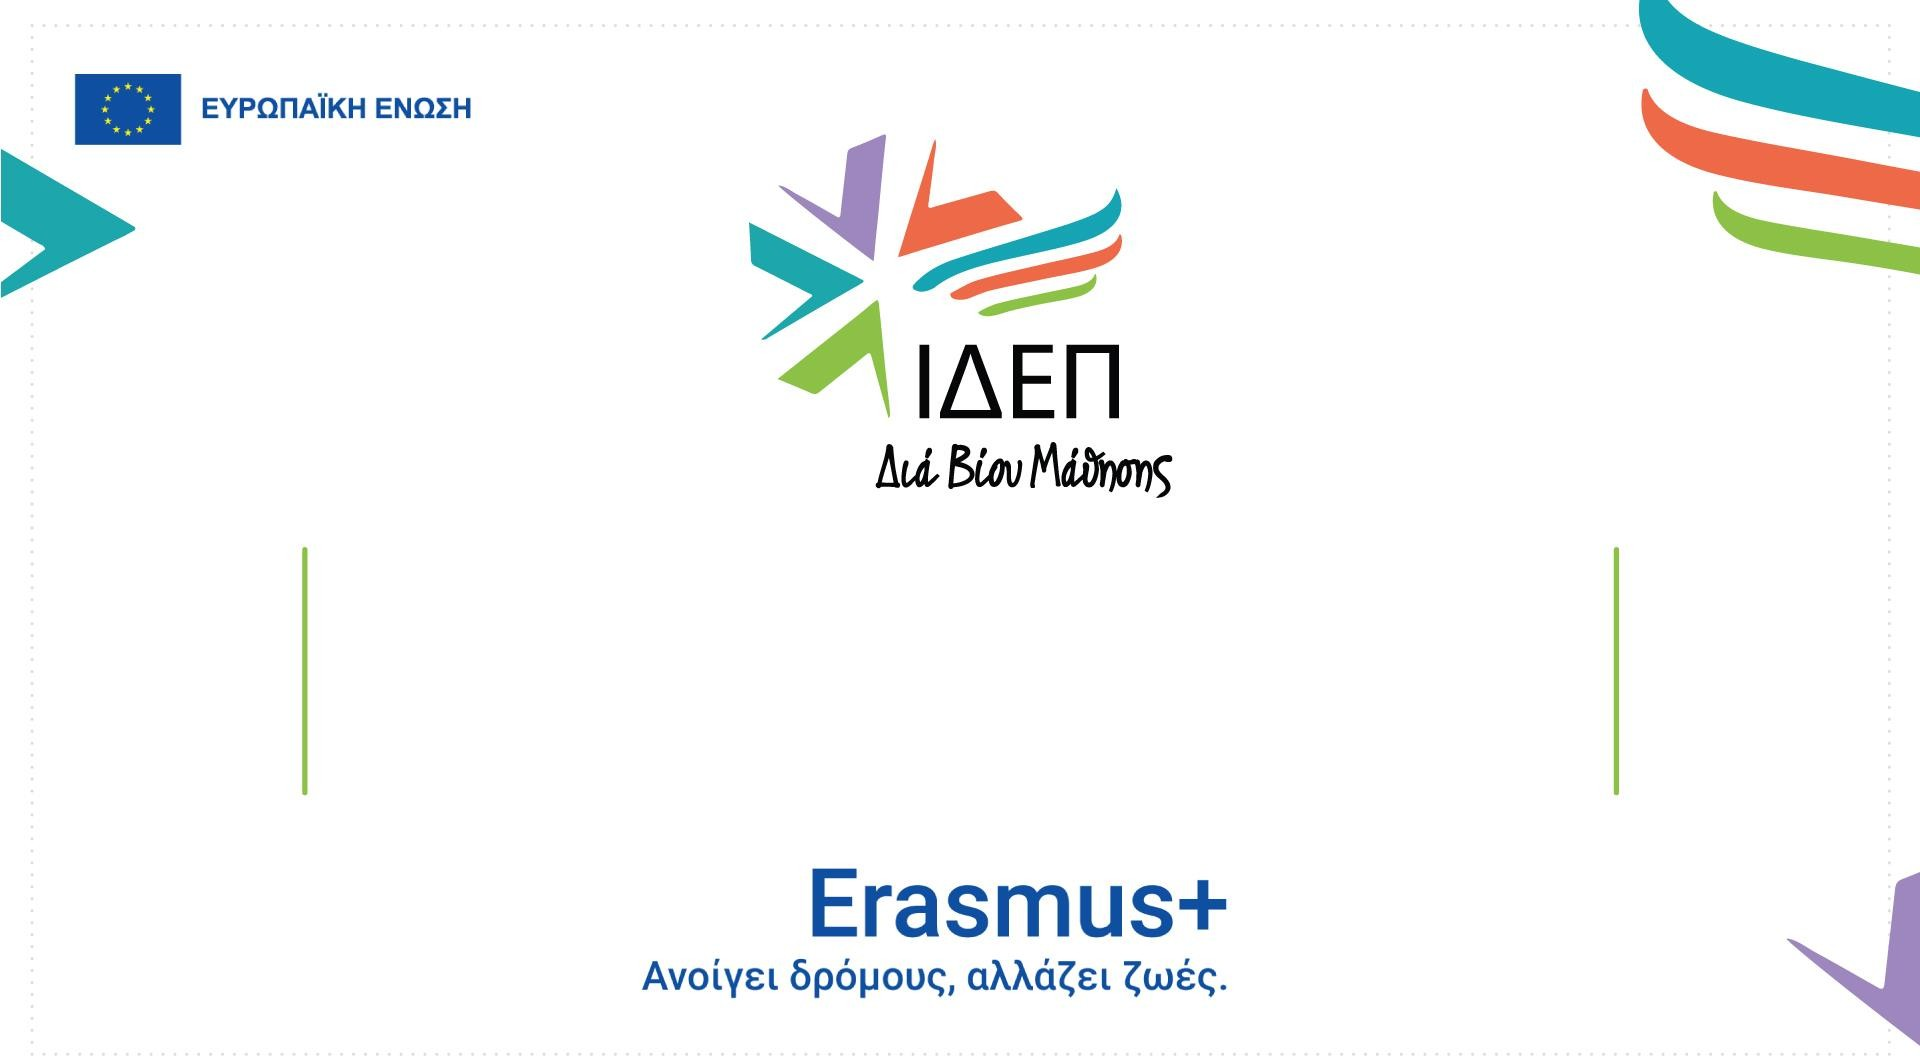 ΕΥΡΩΠΑΪΚΗ ΕΝΩΣΗ
ΙΔΕΠ
Διά Βίου Μάθησης
Erasmus+
Ανοίγει δρόμους, αλλάζει ζωές.